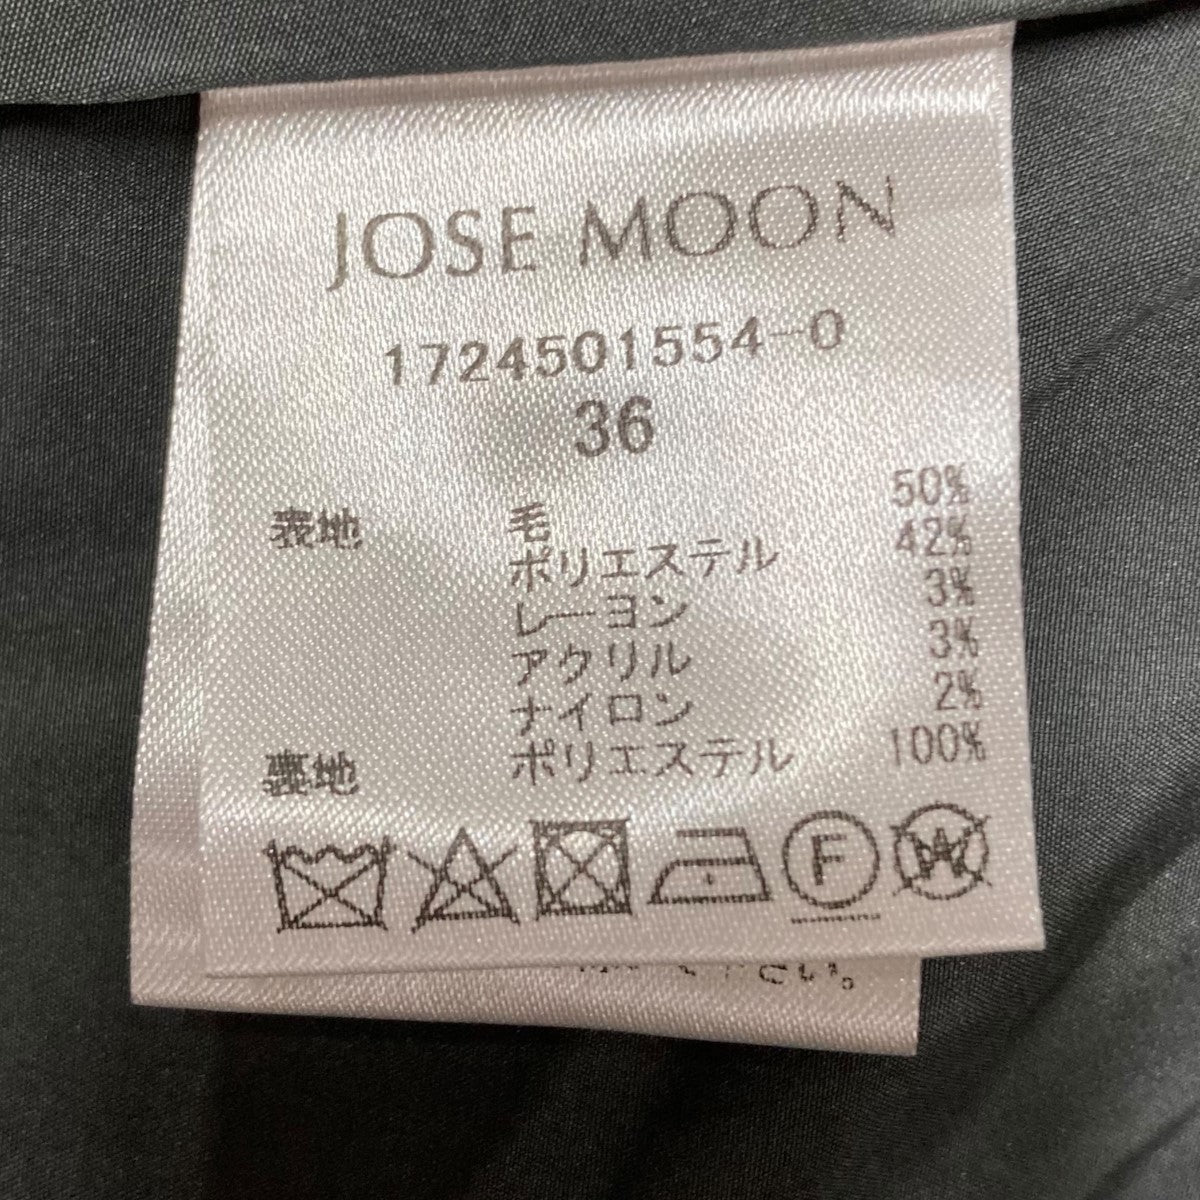 JOSE MOON
1724501554-0
36
表地 毛 50%
ポリエステル 42%
レーヨン 3%
アクリル 3%
ナイロン 2%
裏地 ポリエステル 100%
F
W
さい。